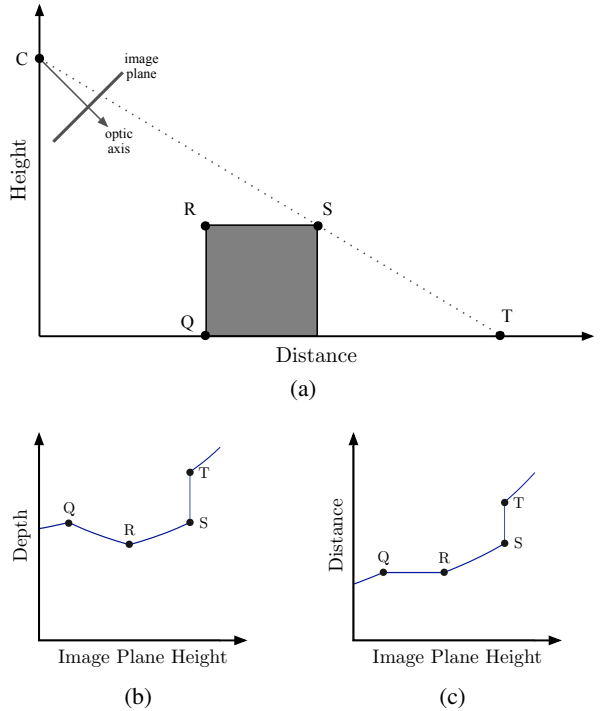 C
image
plane
optic
axis
Height
R
S
Q
T
Distance
(a)
Q
T
R
S
Depth
Image Plane Height
(b)
T
Q
R
S
Distance
Image Plane Height
(c)